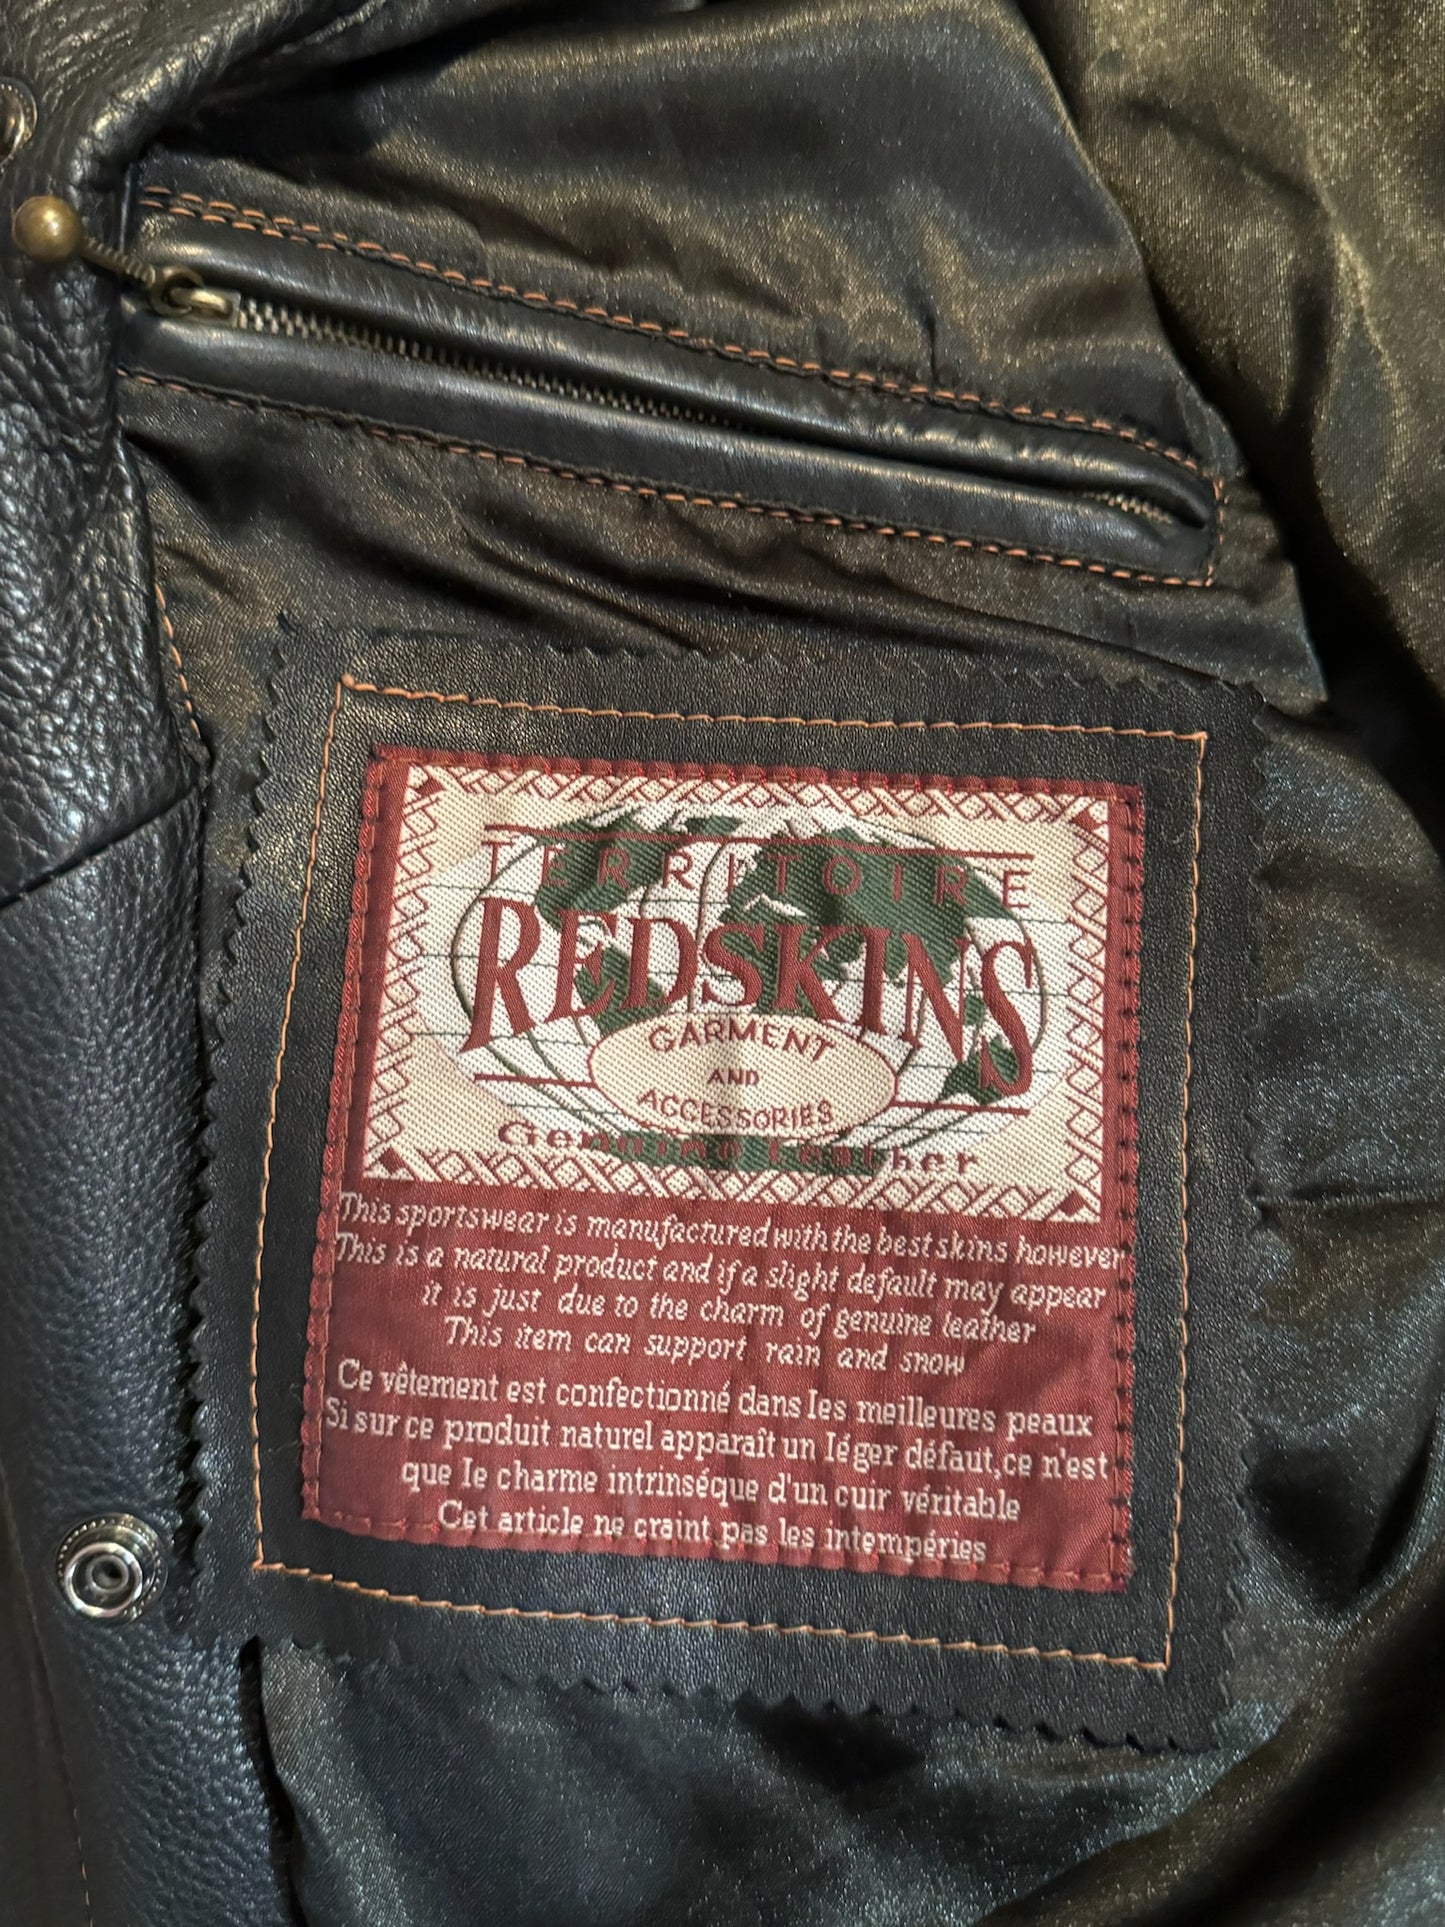 TERRITOIRE
REDSKINS
GARMENT
AND
ACCESSORIES
Genuine Leather
This sportswear is manufactured with the best skins however
This is a natural product and if a slight default may appear
it is just due to the charm of genuine leather
This item can support rain and snow
Ce vêtement est confectionné dans les meilleures peaux
Si sur ce produit naturel apparaît un léger défaut, ce n'est
que le charme intrinséque d'un cuir véritable
Cet article ne craint pas les intempéries